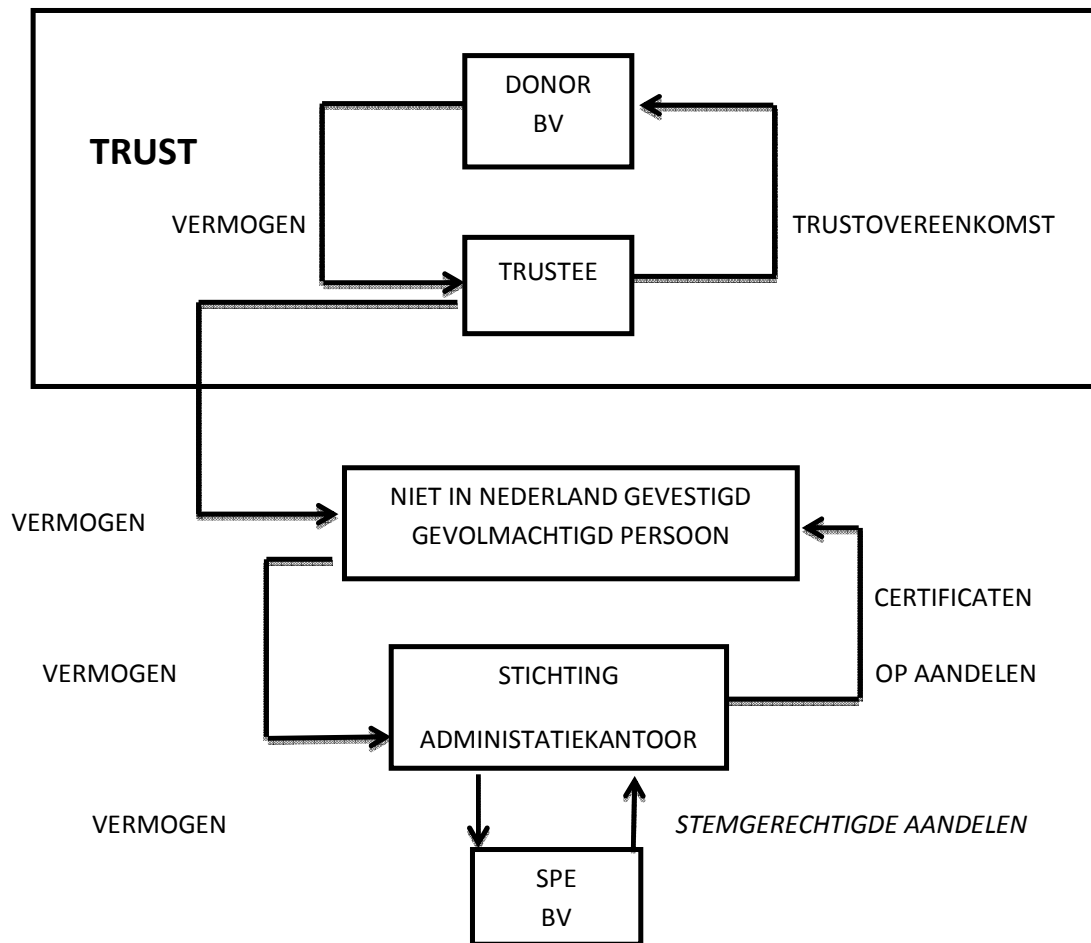 DONOR
BV
TRUST
VERMOGEN
TRUSTOVEREENKOMST
TRUSTEE
NIET IN NEDERLAND GEVESTIGD
GEVOLMACHTIGD PERSOON
VERMOGEN
CERTIFICATEN
VERMOGEN
STICHTING
OP AANDELEN
ADMINISTATIEKANTOOR
VERMOGEN
STEMGERECHTIGDE AANDELEN
SPE
BV